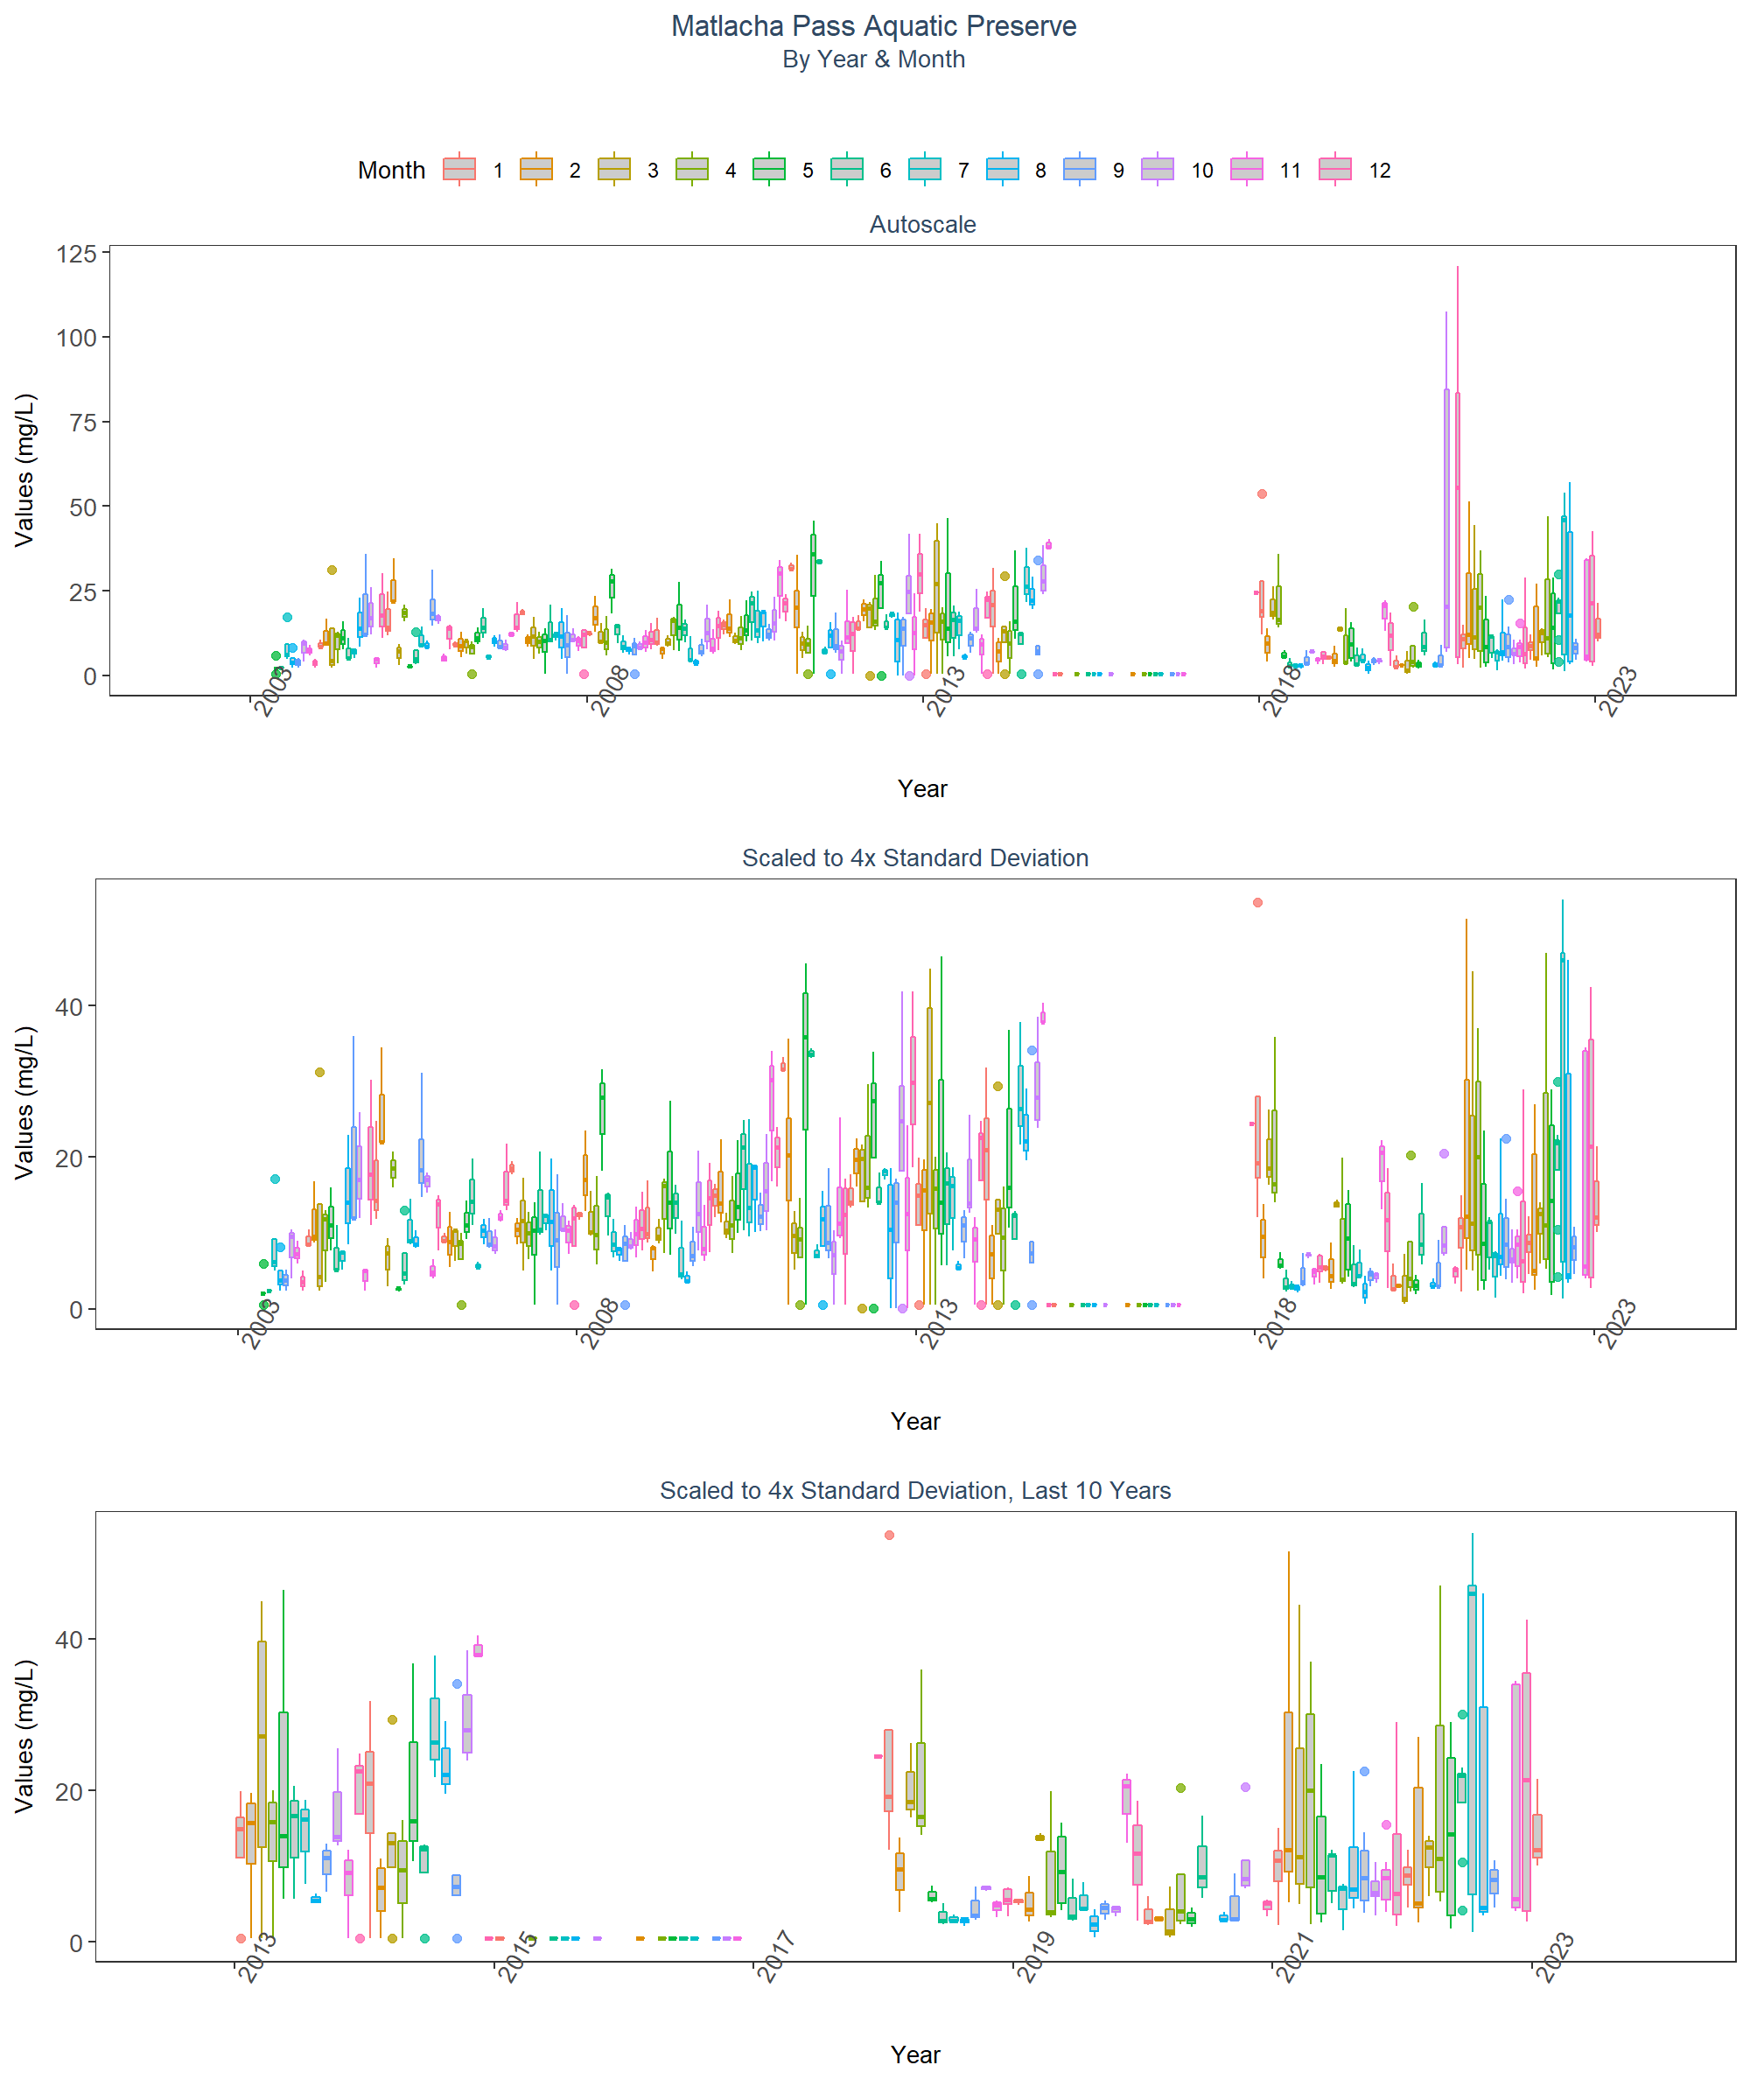 Matlacha Pass Aquatic Preserve
By Year & Month
Month 1 2 3 4 5 6 7 8 9 10 11 12
Autoscale
125
100
75
50
25
0
Values (mg/L)
2003 2008 2013 2018 2023
Year
Scaled to 4x Standard Deviation
40
20
0
Values (mg/L)
2003 2008 2013 2018 2023
Year
Scaled to 4x Standard Deviation, Last 10 Years
40
20
0
Values (mg/L)
2013 2015 2017 2019 2021 2023
Year